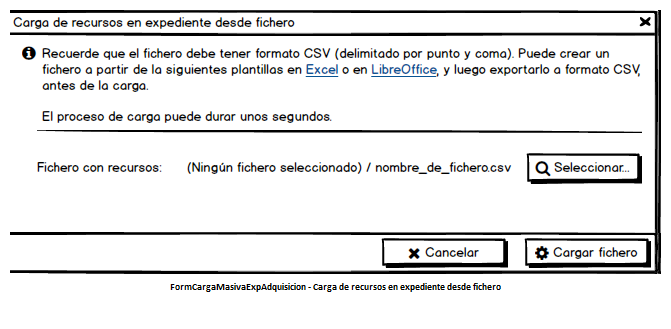 Carga de recursos en expediente desde fichero
Recuerde que el fichero debe tener formato CSV (delimitado por punto y coma). Puede crear un
fichero a partir de la siguientes plantillas en Excel o en LibreOffice, y luego exportarlo a formato CSV,
antes de la carga.
El proceso de carga puede durar unos segundos.
Fichero con recursos: (Ningún fichero seleccionado) / nombre_de_fichero.csv Seleccionar...
Cancelar Cargar fichero
FormCargaMasivaExpAdquisicion - Carga de recursos en expediente desde fichero